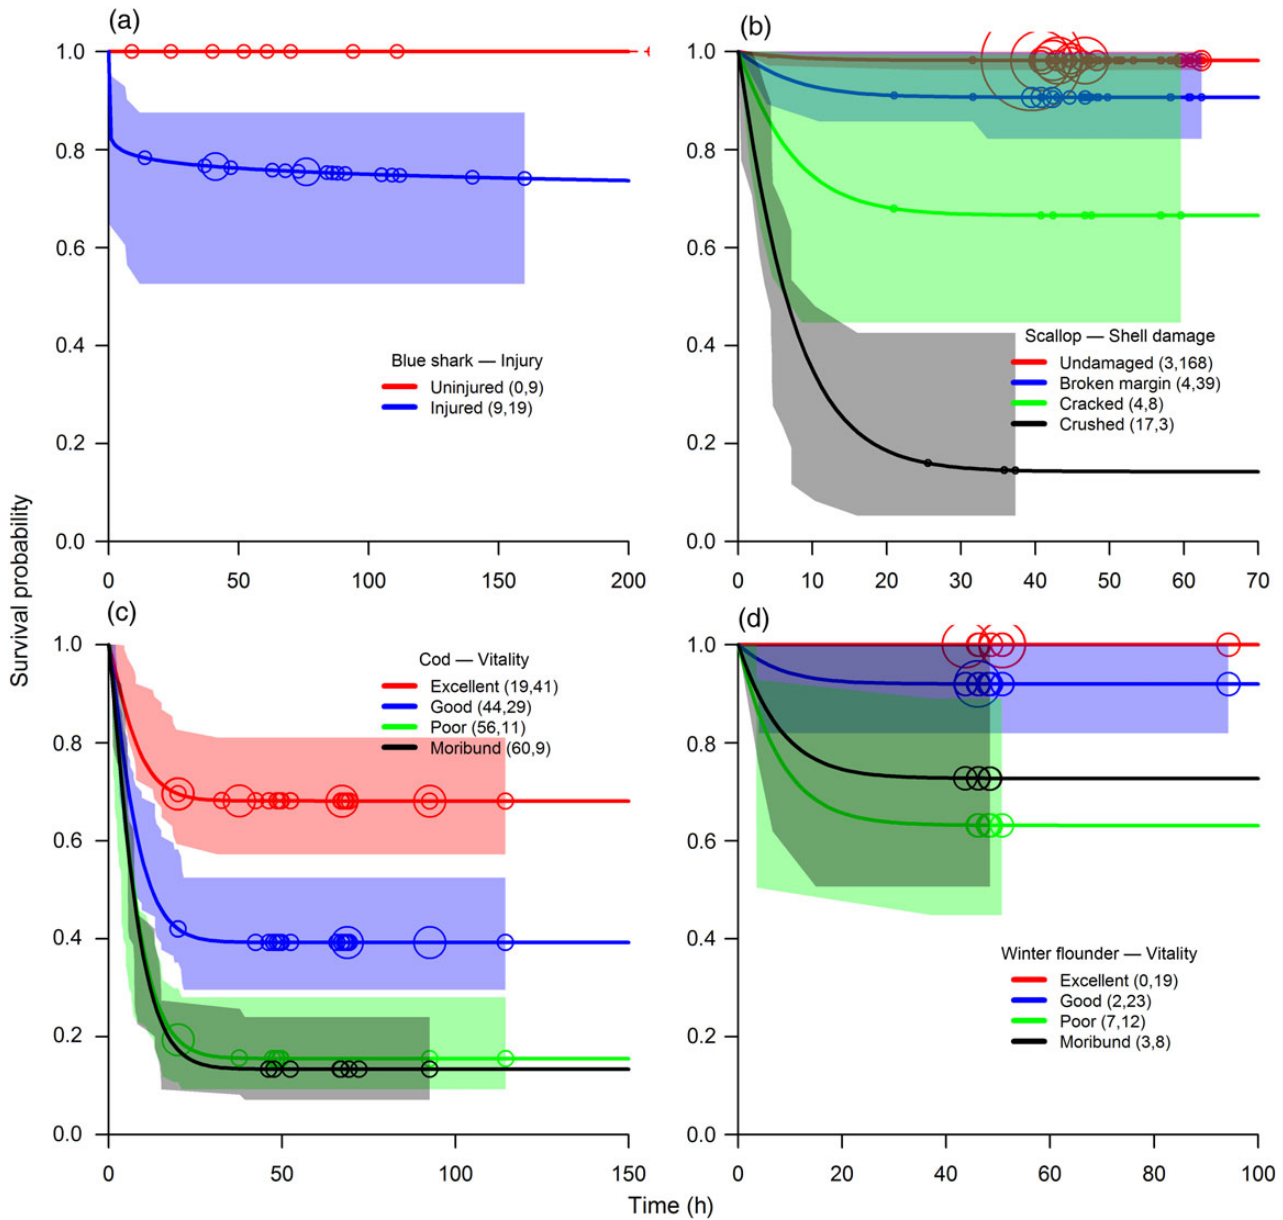 (a)
1.0
0.8
0.6
0.4
0.2
0.0
0 50 100 150 200
Blue shark — Injury
Uninjured (0,9)
Injured (9,19)
(b)
1.0
0.8
0.6
0.4
0.2
0.0
0 10 20 30 40 50 60 70
Scallop — Shell damage
Undamaged (3,168)
Broken margin (4,39)
Cracked (4,8)
Crushed (17,3)
Survival probability
(c)
1.0
0.8
0.6
0.4
0.2
0.0
0 50 100 150
Cod — Vitality
Excellent (19,41)
Good (44,29)
Poor (56,11)
Moribund (60,9)
(d)
1.0
0.8
0.6
0.4
0.2
0.0
0 20 40 60 80 100
Winter flounder — Vitality
Excellent (0,19)
Good (2,23)
Poor (7,12)
Moribund (3,8)
Time (h)